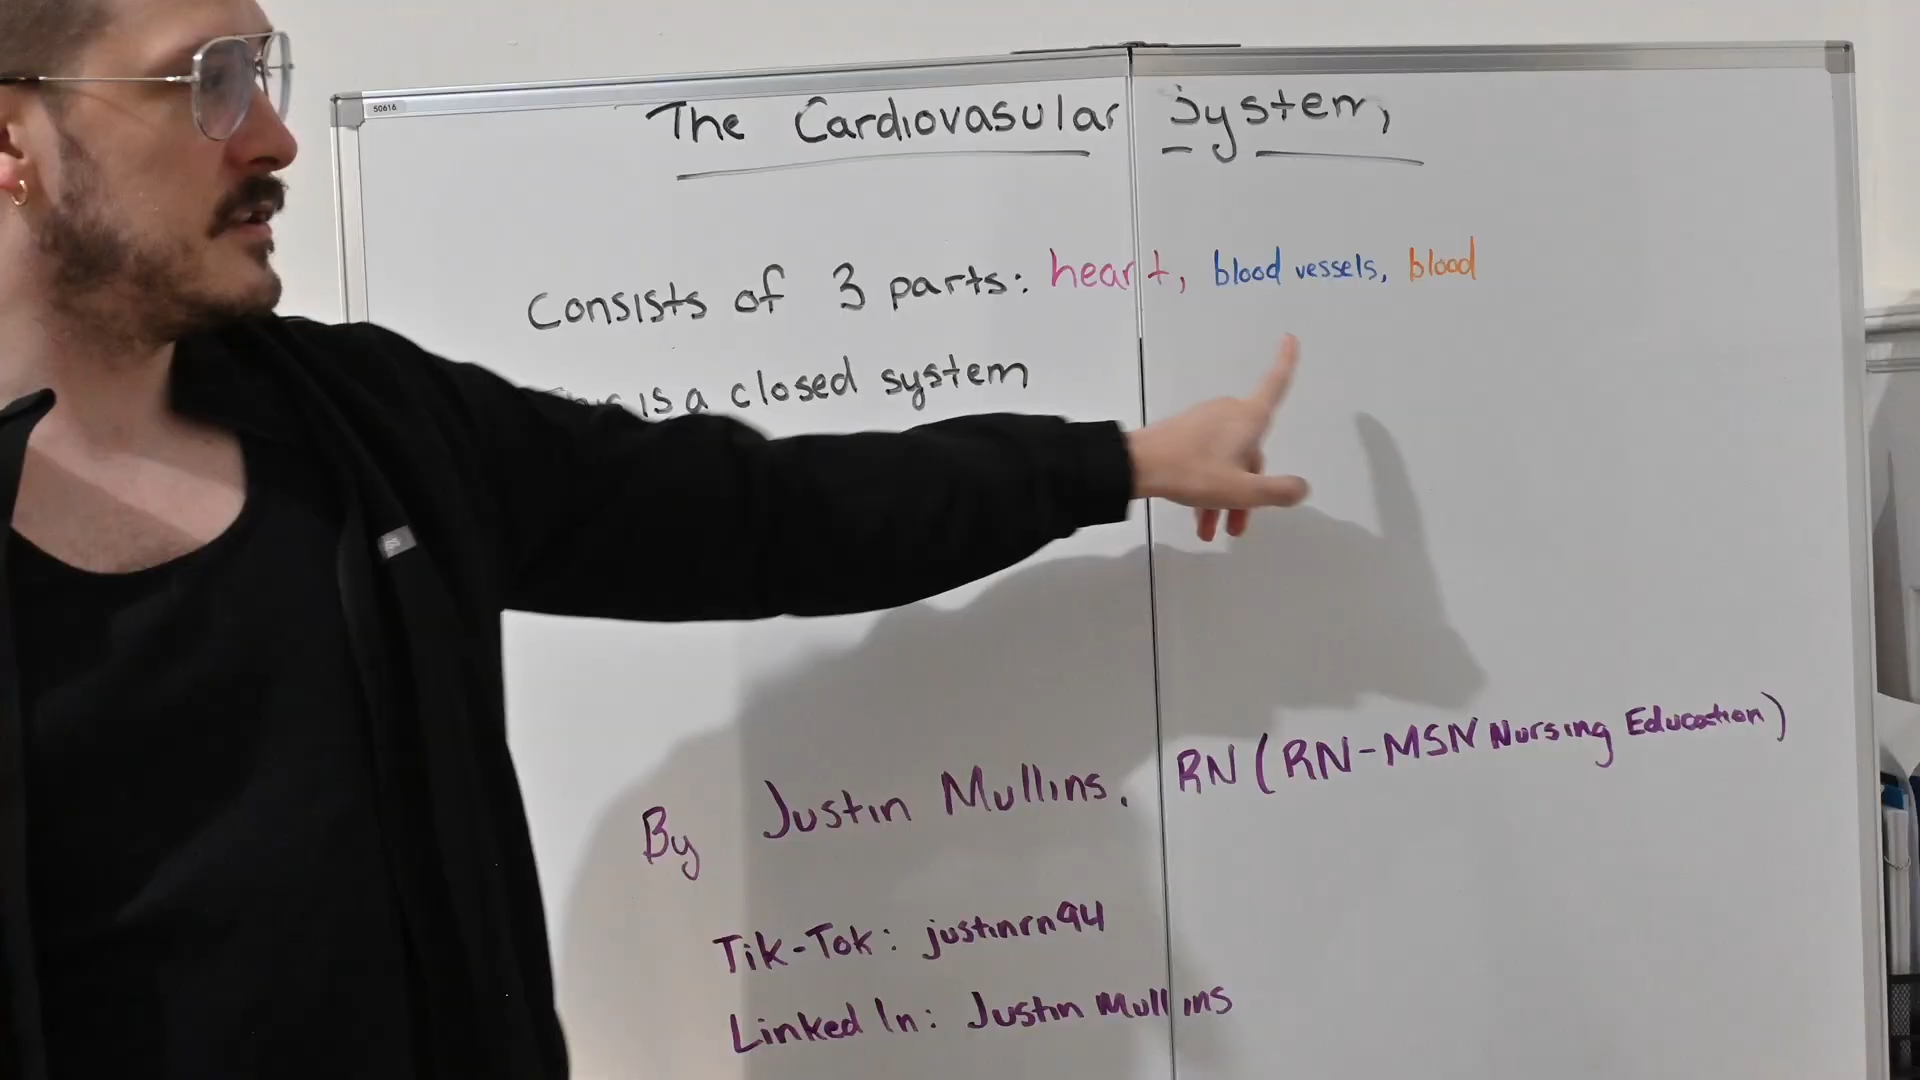 50616
The Cardiovasular System,
Consists of 3 parts: heart, blood vessels, blood
is a closed system
By Justin Mullins. RN (RN-MSN Nursing Education)
Tik-Tok: justinrn94
Linked In: Justin Mullins